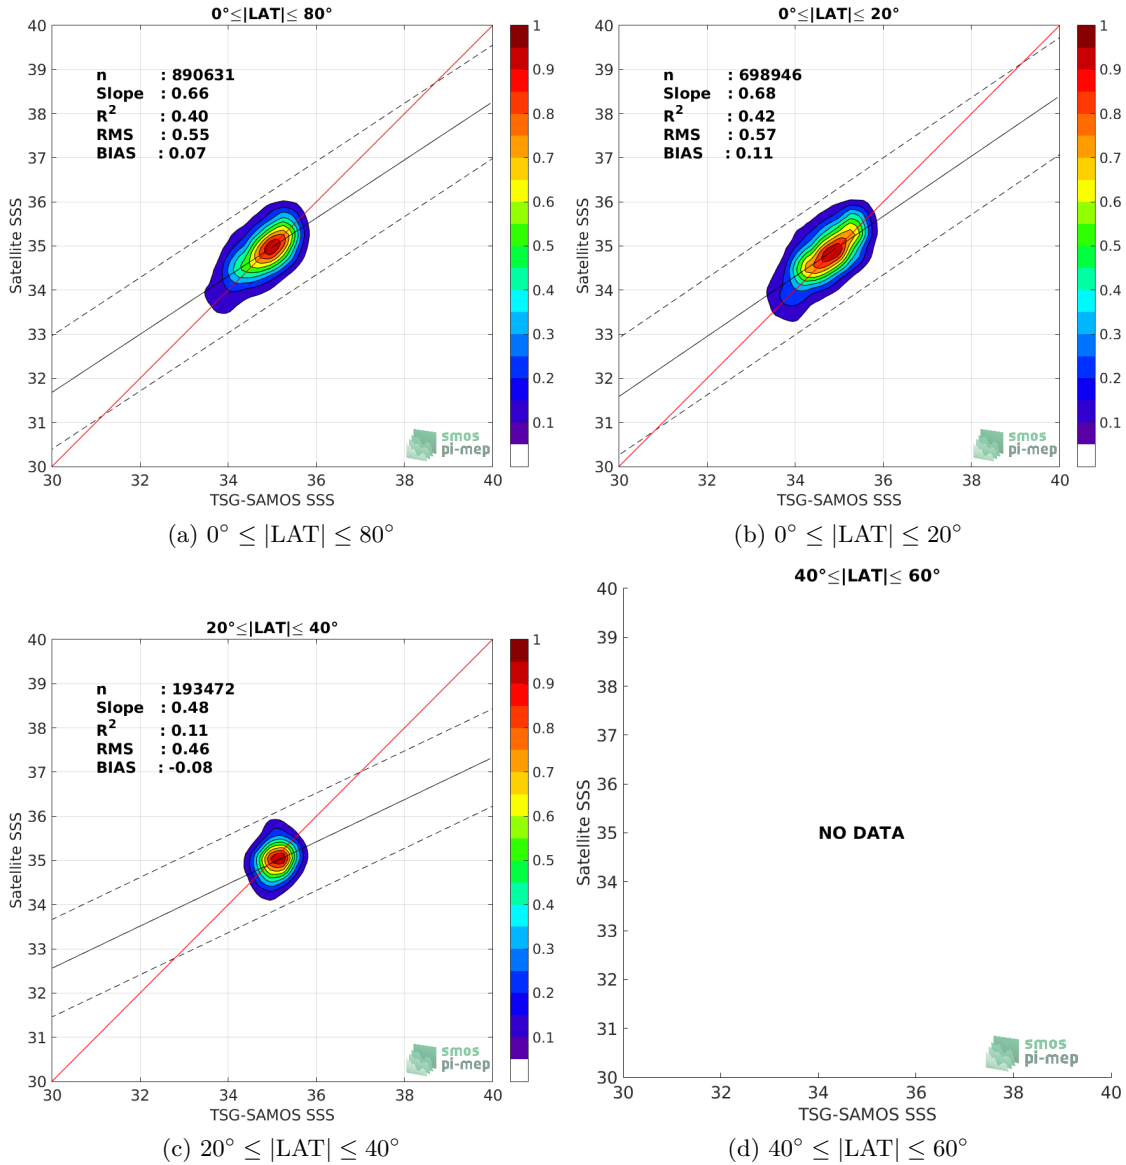 0°≤|LAT|≤ 80°
n : 890631
Slope : 0.66
R² : 0.40
RMS : 0.55
BIAS : 0.07
40
39
38
37
36
35
34
33
32
31
30
Satellite SSS
30 32 34 36 38 40
TSG-SAMOS SSS
1
0.9
0.8
0.7
0.6
0.5
0.4
0.3
0.2
0.1
smos
pi-mep
(a) 0° ≤ |LAT| ≤ 80°
0°≤|LAT|≤ 20°
n : 698946
Slope : 0.68
R² : 0.42
RMS : 0.57
BIAS : 0.11
40
39
38
37
36
35
34
33
32
31
30
Satellite SSS
30 32 34 36 38 40
TSG-SAMOS SSS
1
0.9
0.8
0.7
0.6
0.5
0.4
0.3
0.2
0.1
smos
pi-mep
(b) 0° ≤ |LAT| ≤ 20°
20°≤|LAT|≤ 40°
n : 193472
Slope : 0.48
R² : 0.11
RMS : 0.46
BIAS : -0.08
40
39
38
37
36
35
34
33
32
31
30
Satellite SSS
30 32 34 36 38 40
TSG-SAMOS SSS
1
0.9
0.8
0.7
0.6
0.5
0.4
0.3
0.2
0.1
smos
pi-mep
(c) 20° ≤ |LAT| ≤ 40°
40°≤|LAT|≤ 60°
40
39
38
37
36
35
34
33
32
31
30
Satellite SSS
NO DATA
30 32 34 36 38 40
TSG-SAMOS SSS
smos
pi-mep
(d) 40° ≤ |LAT| ≤ 60°